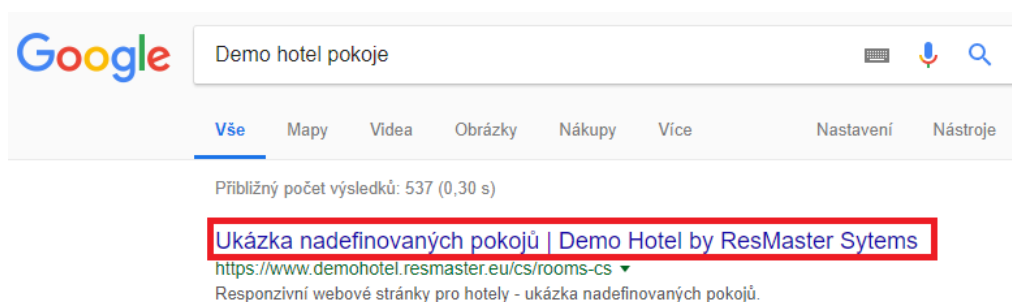 Google
Demo hotel pokoje
Vše Mapy Videa Obrázky Nákupy Více Nastavení Nástroje
Přibližný počet výsledků: 537 (0,30 s)
Ukázka nadefinovaných pokojů | Demo Hotel by ResMaster Sytems
https://www.demohotel.resmaster.eu/cs/rooms-cs
Responzivní webové stránky pro hotely - ukázka nadefinovaných pokojů.